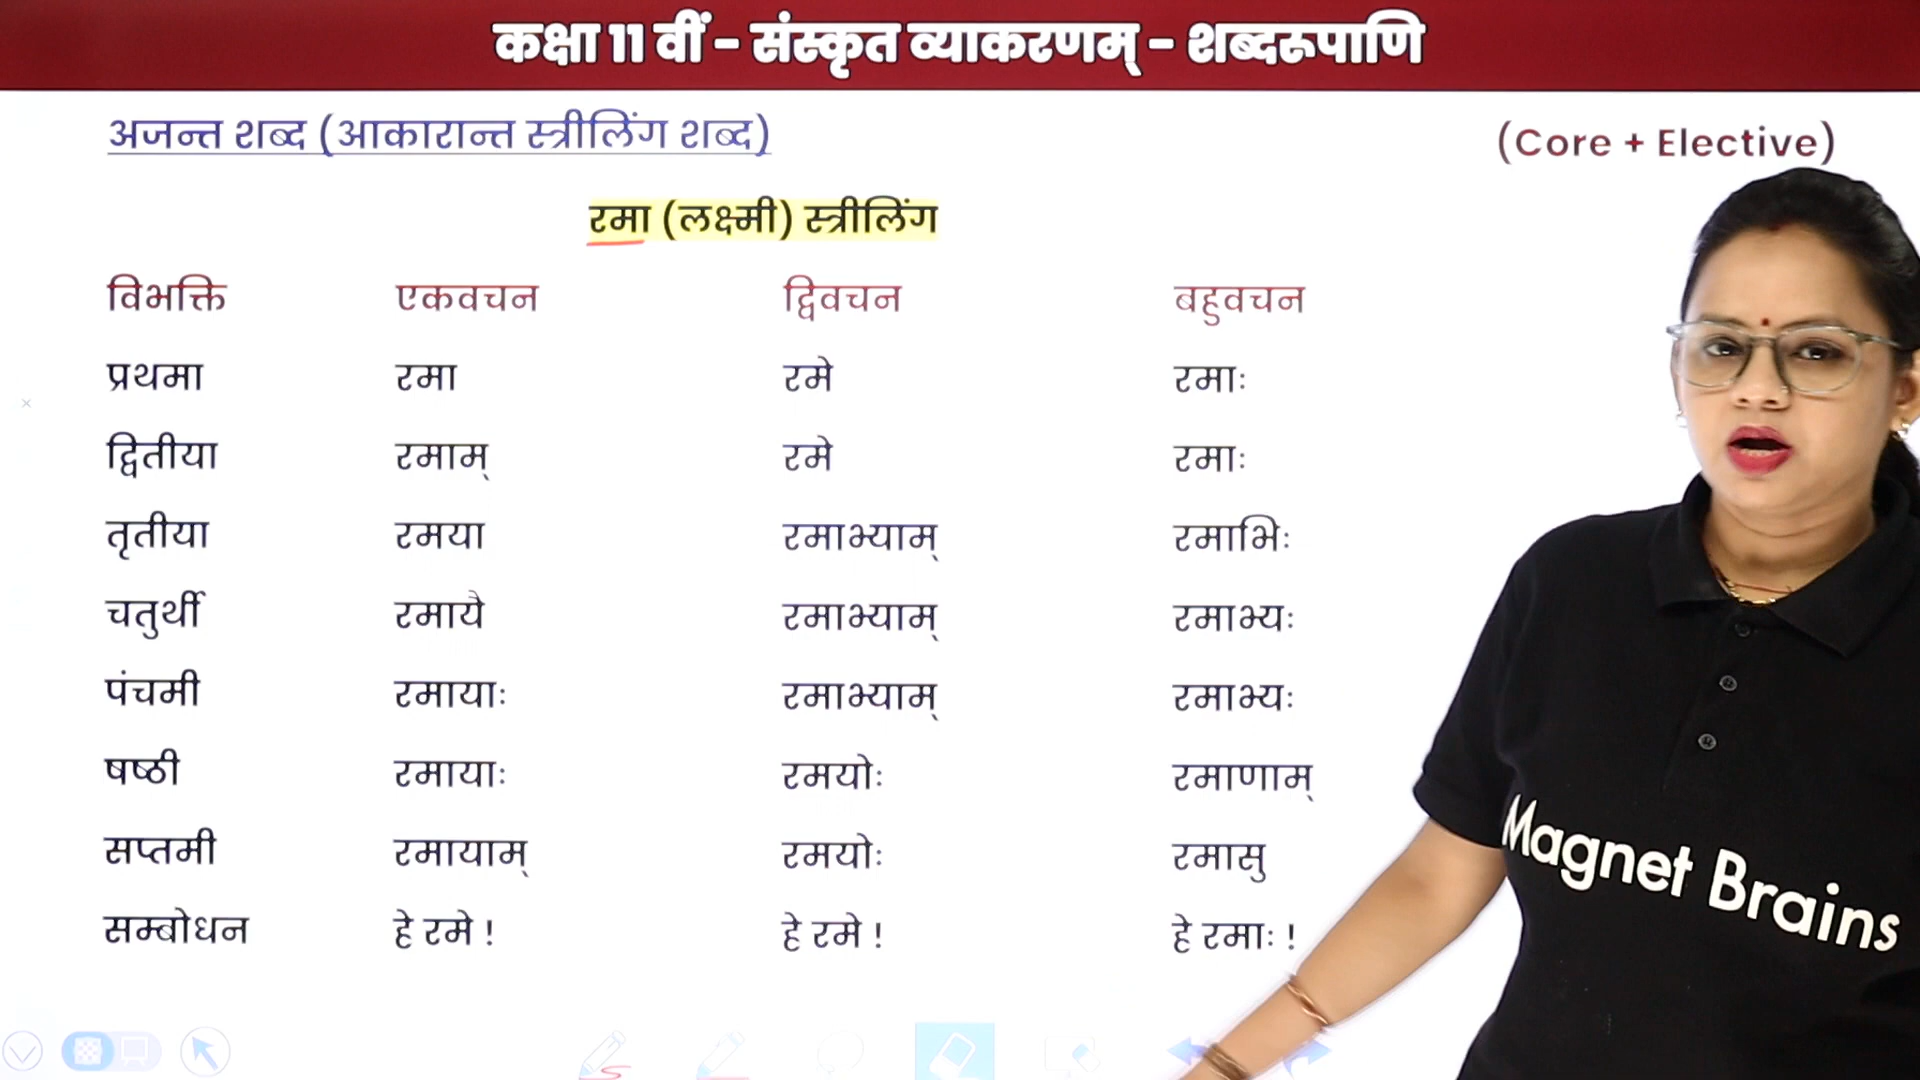 कक्षा 11 वीं - संस्कृत व्याकरणम् - शब्दरूपाणि
अजन्त शब्द (आकारान्त स्त्रीलिंग शब्द)
(Core + Elective)
रमा (लक्ष्मी) स्त्रीलिंग
विभक्ति एकवचन द्विवचन बहुवचन
प्रथमा रमा रमे रमाः
द्वितीया रमाम् रमे रमाः
तृतीया रमया रमाभ्याम् रमाभिः
चतुर्थी रमायै रमाभ्याम् रमाभ्यः
पंचमी रमायाः रमाभ्याम् रमाभ्यः
षष्ठी रमायाः रमयोः रमाणाम्
सप्तमी रमायाम् रमयोः रमासु
सम्बोधन हे रमे ! हे रमे ! हे रमाः !
Magnet Brains